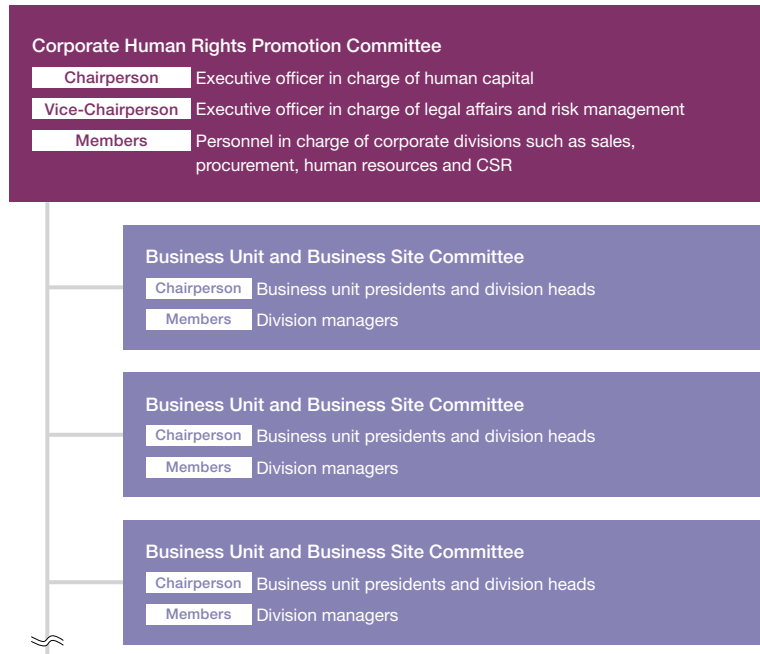 Corporate Human Rights Promotion Committee
Chairperson Executive officer in charge of human capital
Vice-Chairperson Executive officer in charge of legal affairs and risk management
Members Personnel in charge of corporate divisions such as sales,
procurement, human resources and CSR
Business Unit and Business Site Committee
Chairperson Business unit presidents and division heads
Members Division managers
Business Unit and Business Site Committee
Chairperson Business unit presidents and division heads
Members Division managers
Business Unit and Business Site Committee
Chairperson Business unit presidents and division heads
Members Division managers